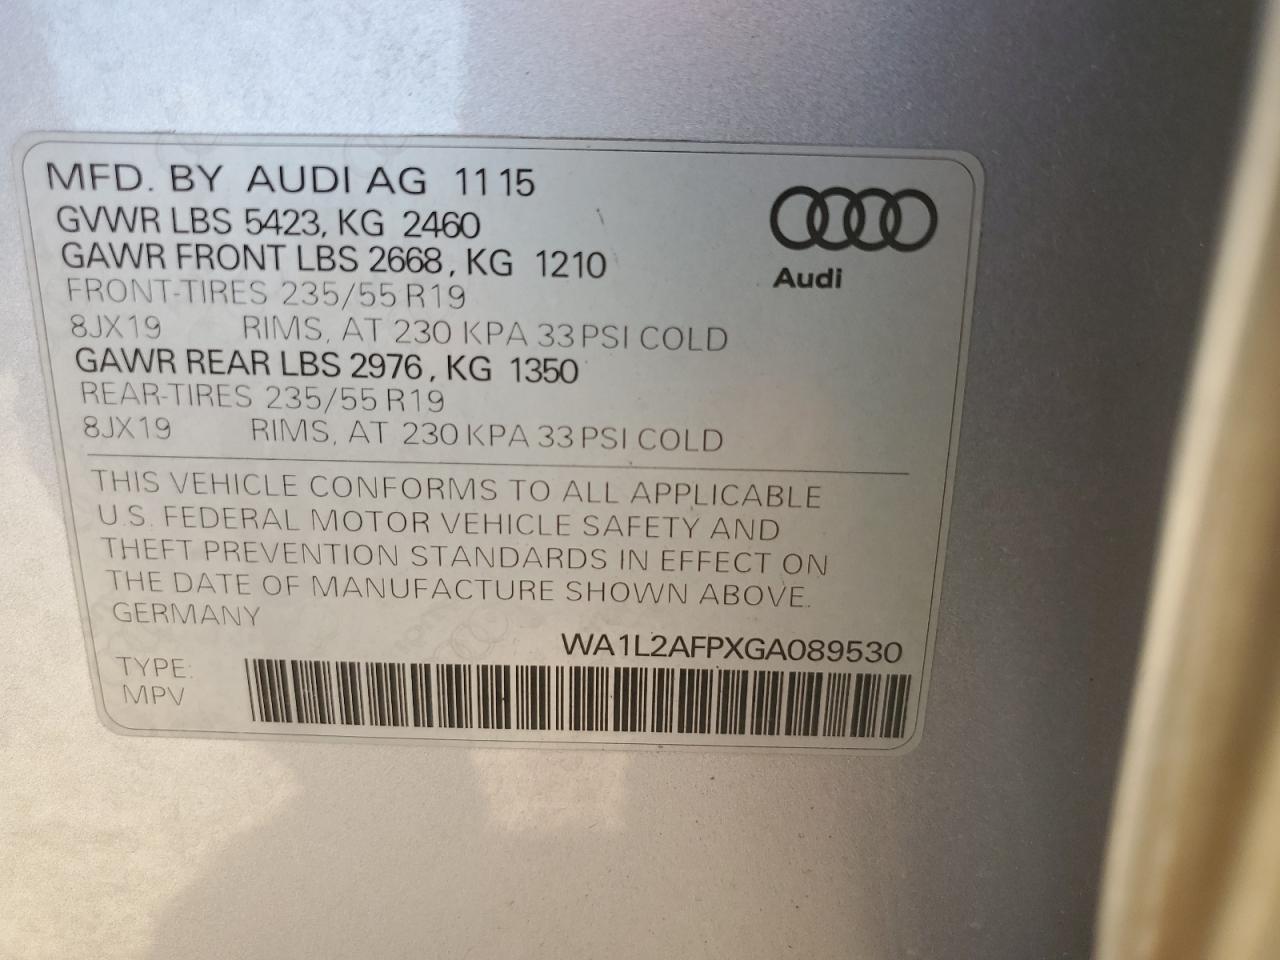 MFD. BY AUDI AG 11 15
GVWR LBS 5423, KG 2460
GAWR FRONT LBS 2668, KG 1210
FRONT-TIRES 235/55 R19
8JX19 RIMS, AT 230 KPA 33 PSI COLD
GAWR REAR LBS 2976, KG 1350
REAR-TIRES 235/55 R19
8JX19 RIMS, AT 230 KPA 33 PSI COLD
Audi
THIS VEHICLE CONFORMS TO ALL APPLICABLE
U.S. FEDERAL MOTOR VEHICLE SAFETY AND
THEFT PREVENTION STANDARDS IN EFFECT ON
THE DATE OF MANUFACTURE SHOWN ABOVE.
GERMANY
WA1L2AFPXGA089530
TYPE:
MPV